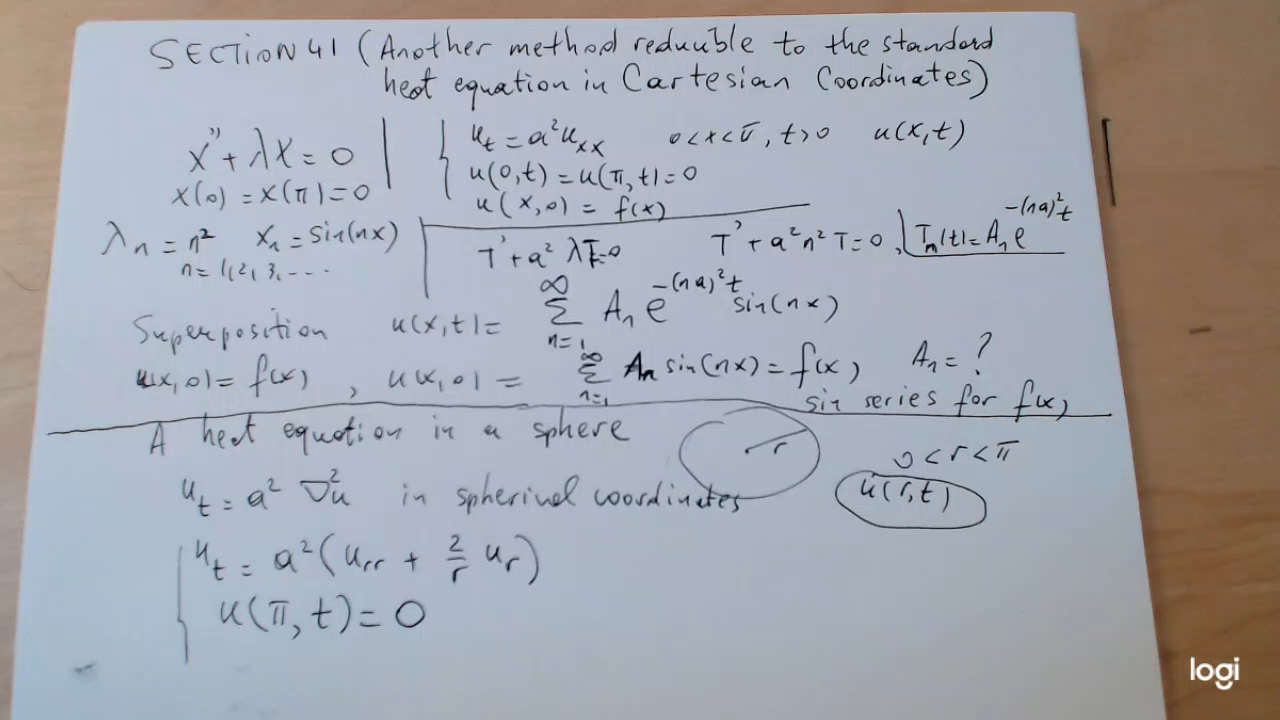 SECTION 41 (Another method reduuble to the standard
heat equation in Cartesian Coordinates)
X'' + λX = 0
X(0) = X(π) = 0
u_t = a²u_xx 0<x<π, t>0 u(x,t)
u(0,t) = u(π,t) = 0
u(x,0) = f(x)
λ_n = n² X_n = sin(nx)
n = 1, 2, 3, ...
T' + a²λT = 0 T' + a²n²T = 0, T_n(t) = A_n e^{-(na)²t}
Superposition u(x,t) = ∑_{n=1}^{∞} A_n e^{-(na)²t} sin(nx)
u(x,0) = f(x), u(x,0) = ∑_{n=1}^{∞} A_n sin(nx) = f(x), A_n = ?
sin series for f(x)
A heat equation in a sphere
r
0 < r < π
u_t = a² ∇²u in spherical coordinates
u(r,t)
u_t = a²(u_rr + 2/r u_r)
u(π,t) = 0
logi